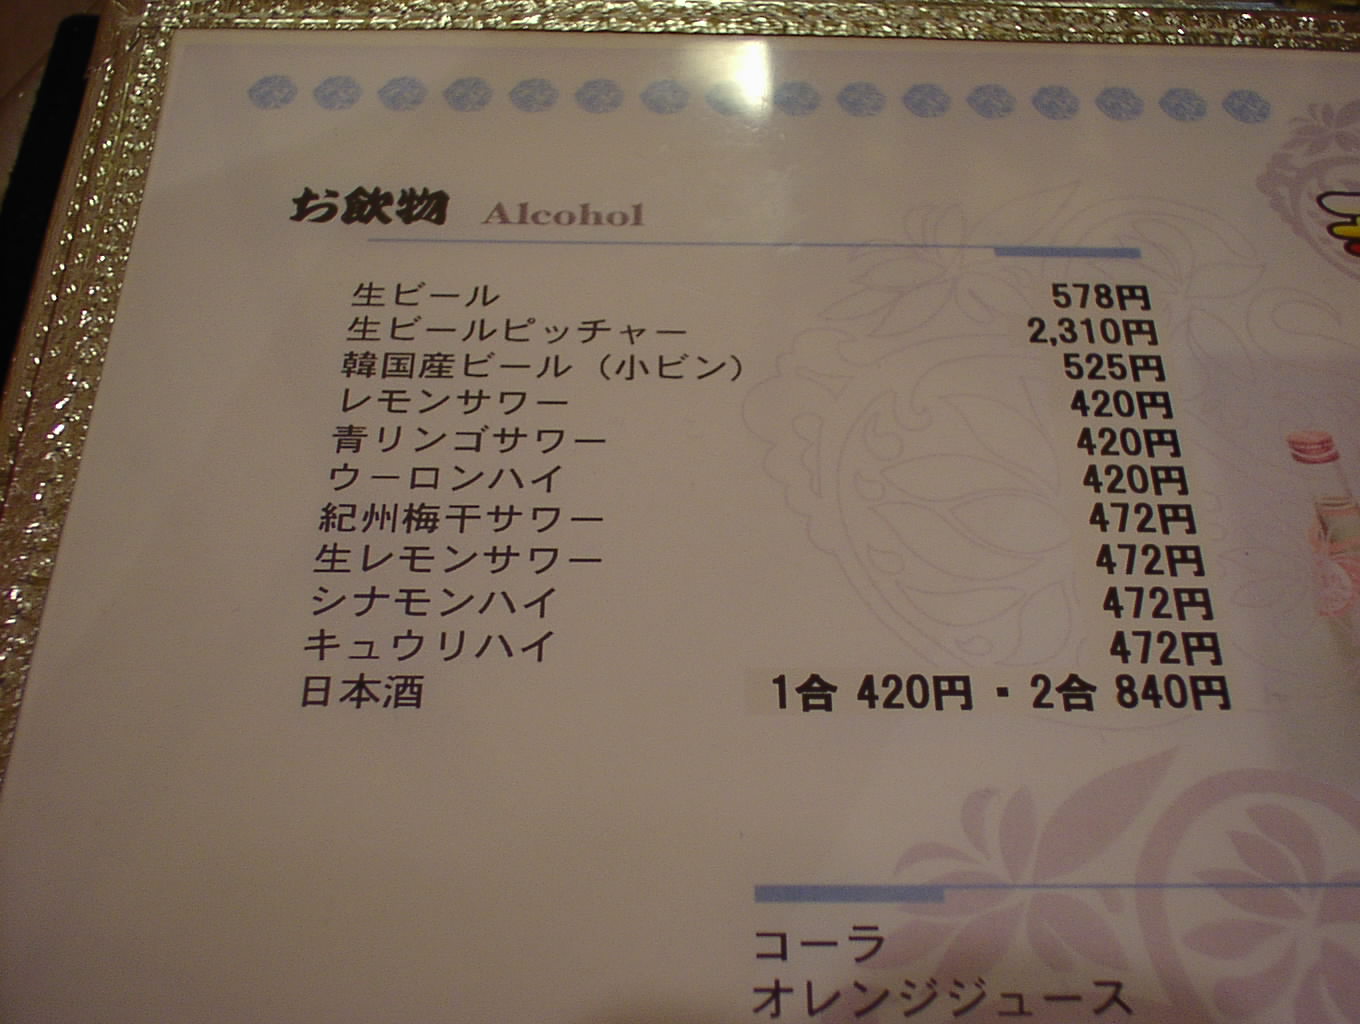 お飲物 Alcohol
生ビール 578円
生ビールピッチャー 2,310円
韓国産ビール（小ビン） 525円
レモンサワー 420円
青リンゴサワー 420円
ウーロンハイ 420円
紀州梅干サワー 472円
生レモンサワー 472円
シナモンハイ 472円
キュウリハイ 472円
日本酒 1合 420円・2合 840円
コーラ
オレンジジュース